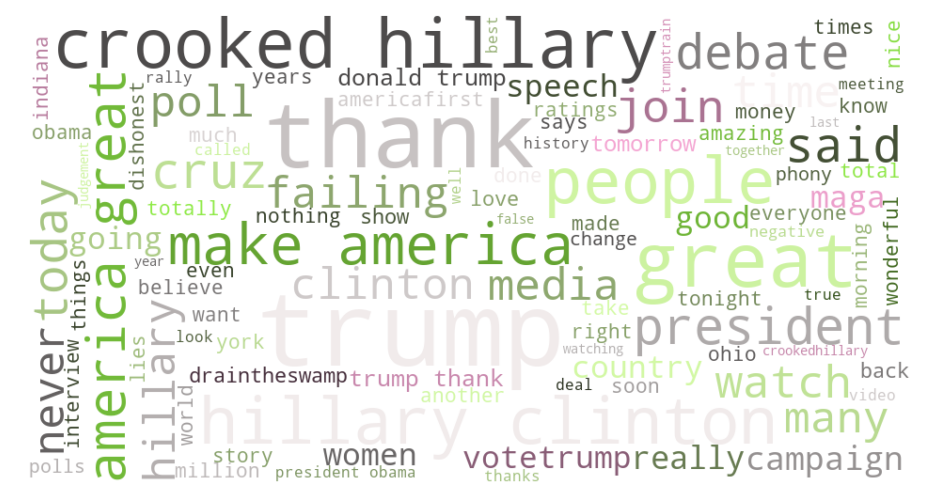 crooked hillary
times
best
trumptrain
nice
indiana
debate
rally
years
donald trump
speech
time
meeting
poll
americafirst
ratings
join
money
know
obama
dishonest
much
thank
says
last
history
tomorrow
amazing
said
together
called
judgement
cruz
failing
well
done
people
phony
total
totally
love
maga
nothing
show
false
made
good
everyone
wonderful
today
going
make america
change
negative
great
america great
year
even
clinton
media
morning
things
believe
take
tonight
true
never
hillary
want
trump
right
president
look
york
watching
ohio
crookedhillary
interview
lies
draintheswamp
trump thank
country
back
deal
soon
watch
video
another
world
hillary clinton
many
story
women
votetrump
really
campaign
polls
million
president obama
thanks